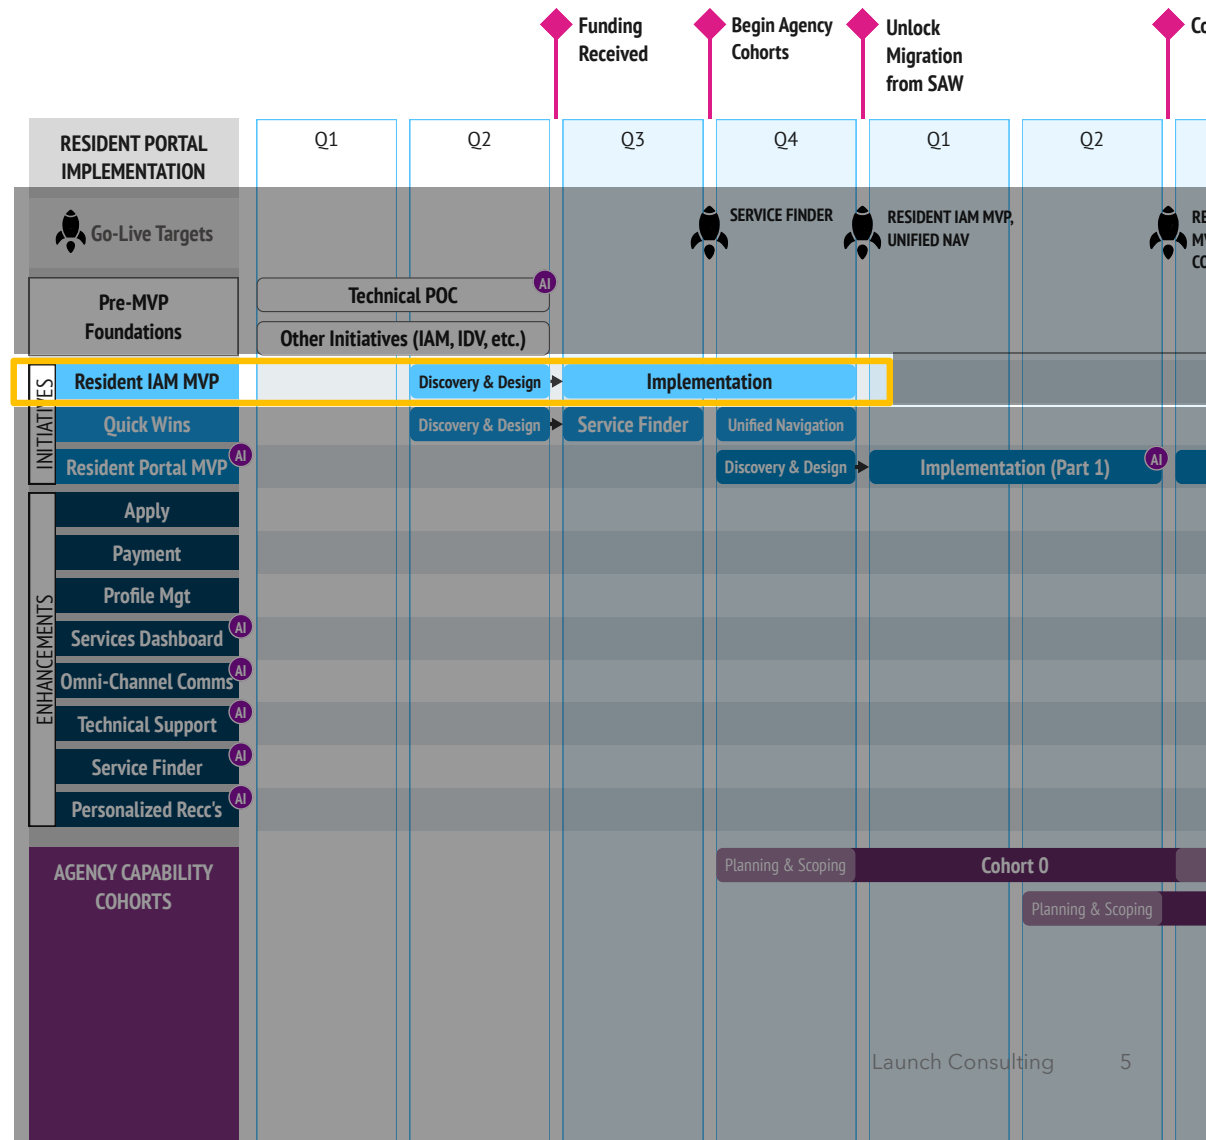 Funding
Received
Begin Agency
Cohorts
Unlock
Migration
from SAW
Co
RESIDENT PORTAL
IMPLEMENTATION
Q1
Q2
Q3
Q4
Q1
Q2
Go-Live Targets
SERVICE FINDER
RESIDENT IAM MVP,
UNIFIED NAV
RE
MV
CO
Pre-MVP
Foundations
Technical POC
AI
Other Initiatives (IAM, IDV, etc.)
INITIATIVES
Resident IAM MVP
Discovery & Design
Implementation
Quick Wins
Discovery & Design
Service Finder
Unified Navigation
Resident Portal MVP
AI
Discovery & Design
Implementation (Part 1)
AI
ENHANCEMENTS
Apply
Payment
Profile Mgt
Services Dashboard
AI
Omni-Channel Comms
AI
Technical Support
AI
Service Finder
AI
Personalized Recc's
AI
AGENCY CAPABILITY
COHORTS
Planning & Scoping
Cohort 0
Planning & Scoping
Launch Consulting
5